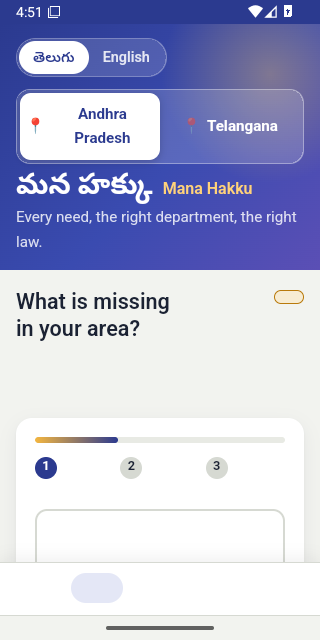 4:51
తెలుగు
English
Andhra
Pradesh
Telangana
మన హక్కు Mana Hakku
Every need, the right department, the right
law.
What is missing
in your area?
1
2
3